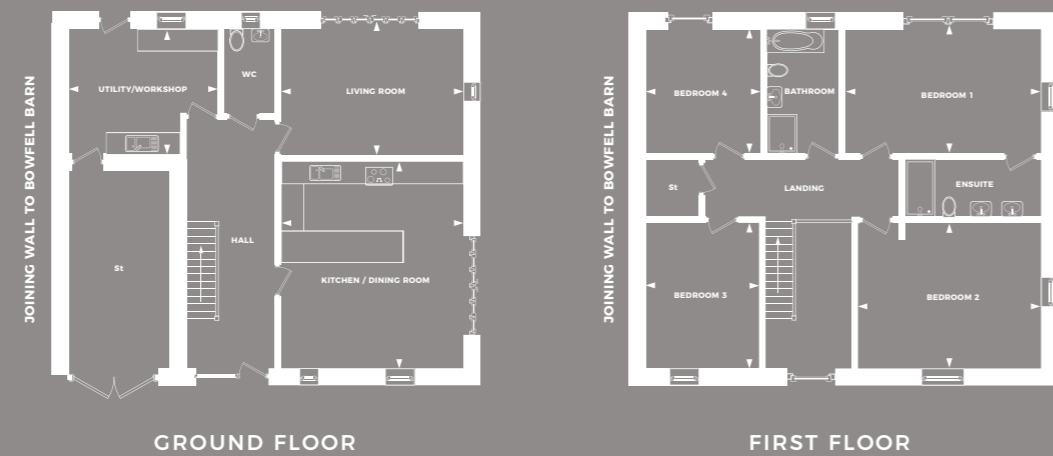 JOINING WALL TO BOWFELL BARN
UTILITY/WORKSHOP
WC
LIVING ROOM
St
HALL
KITCHEN / DINING ROOM
GROUND FLOOR
JOINING WALL TO BOWFELL BARN
BEDROOM 4
BATHROOM
BEDROOM 1
St
LANDING
ENSUITE
BEDROOM 3
BEDROOM 2
FIRST FLOOR